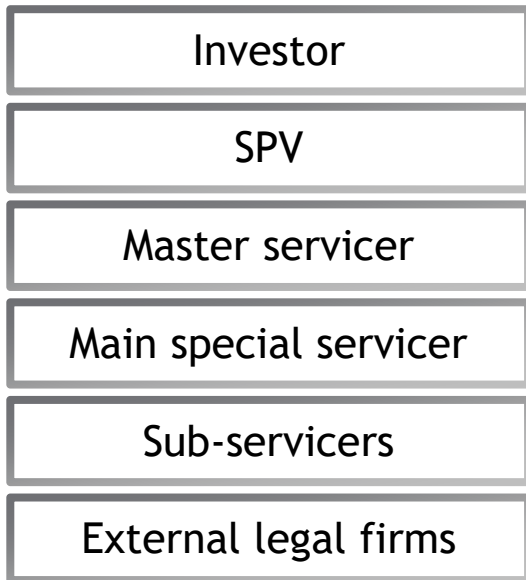 Investor
SPV
Master servicer
Main special servicer
Sub-servicers
External legal firms